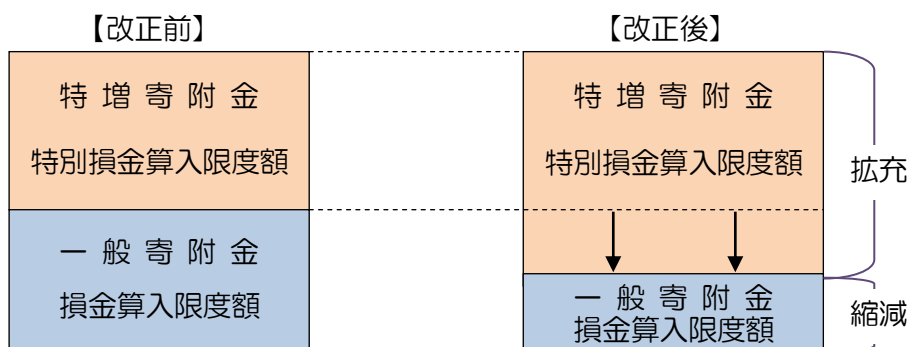 【改正前】
【改正後】
特 増 寄 附 金
特別損金算入限度額
一 般 寄 附 金
損金算入限度額
特 増 寄 附 金
特別損金算入限度額
一 般 寄 附 金
損金算入限度額
拡充
縮減